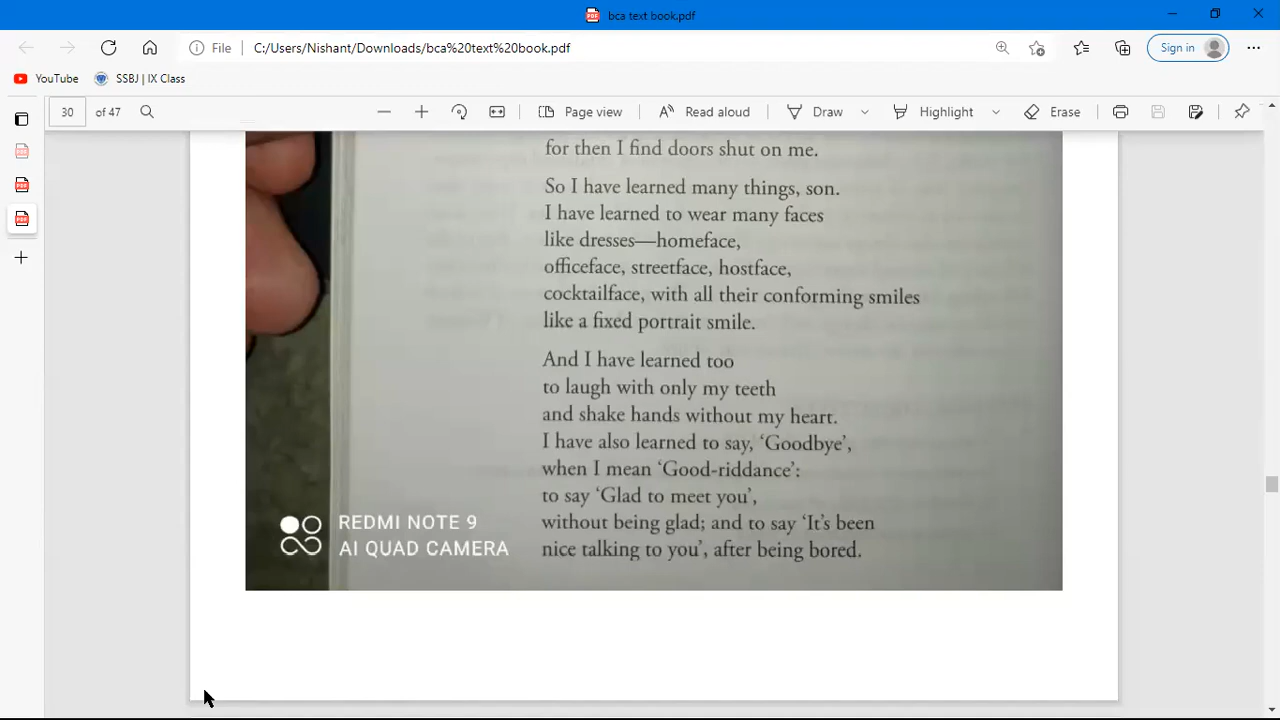 bca text book.pdf
File C:/Users/Nishant/Downloads/bca%20text%20book.pdf
Sign in
YouTube SSBJ | IX Class
30 of 47 Page view Read aloud Draw Highlight Erase
for then I find doors shut on me.
So I have learned many things, son.
I have learned to wear many faces
like dresses—homeface,
officeface, streetface, hostface,
cocktailface, with all their conforming smiles
like a fixed portrait smile.
And I have learned too
to laugh with only my teeth
and shake hands without my heart.
I have also learned to say, ‘Goodbye’,
when I mean ‘Good-riddance’:
to say ‘Glad to meet you’,
without being glad; and to say ‘It’s been
nice talking to you’, after being bored.
REDMI NOTE 9
AI QUAD CAMERA